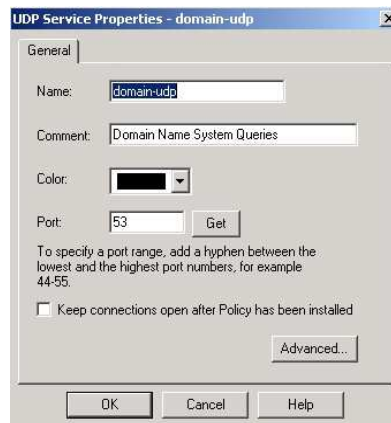 UDP Service Properties - domain-udp
General
Name: domain-udp
Comment: Domain Name System Queries
Color:
Port: 53 Get
To specify a port range, add a hyphen between the
lowest and the highest port numbers, for example
44-55.
Keep connections open after Policy has been installed
Advanced...
OK Cancel Help